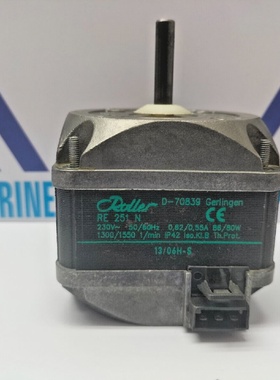 Roller D-70839 Gerlingen
RE 251 N CE
230V~ 50/60Hz 0,62/0,55A 88/80W
1300/1550 1/min IP42 Iso.Kl.B Th.Prot.
13/06H-S
ARINE